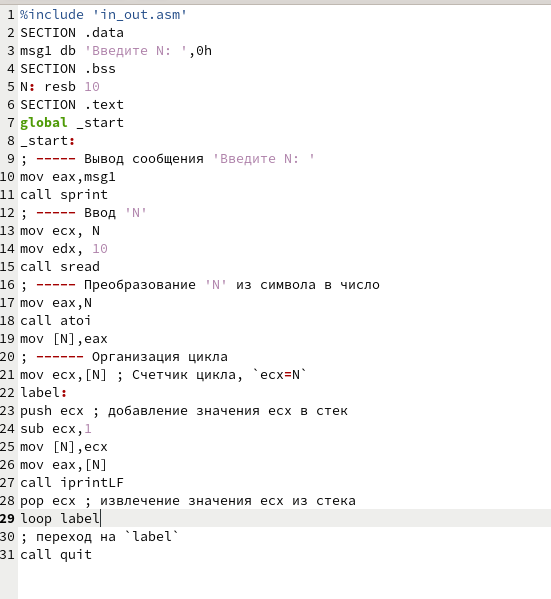 1 %include 'in_out.asm'
2 SECTION .data
3 msg1 db 'Введите N: ',0h
4 SECTION .bss
5 N: resb 10
6 SECTION .text
7 global _start
8 _start:
9 ; ----- Вывод сообщения 'Введите N: '
10 mov eax,msg1
11 call sprint
12 ; ----- Ввод 'N'
13 mov ecx, N
14 mov edx, 10
15 call sread
16 ; ----- Преобразование 'N' из символа в число
17 mov eax,N
18 call atoi
19 mov [N],eax
20 ; ------ Организация цикла
21 mov ecx,[N] ; Счетчик цикла, `ecx=N`
22 label:
23 push ecx ; добавление значения ecx в стек
24 sub ecx,1
25 mov [N],ecx
26 mov eax,[N]
27 call iprintLF
28 pop ecx ; извлечение значения ecx из стека
29 loop label
30 ; переход на `label`
31 call quit